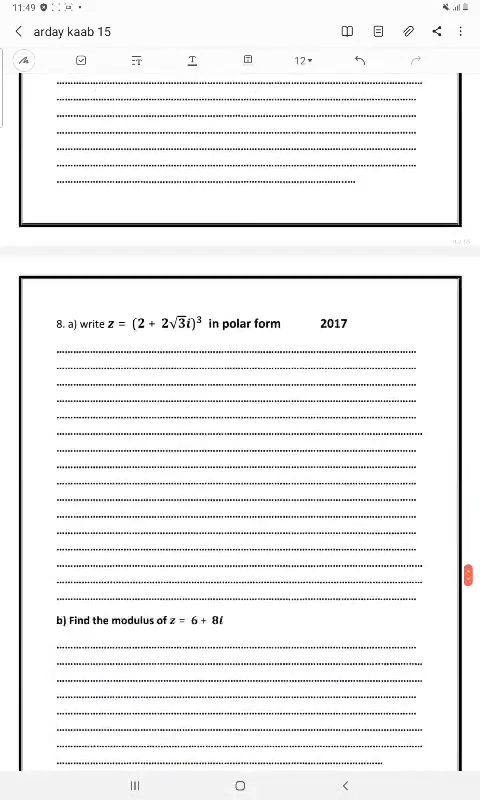 11:49
arday kaab 15
12
8. a) write z = (2 + 2√3i)³ in polar form 2017
b) Find the modulus of z = 6 + 8i